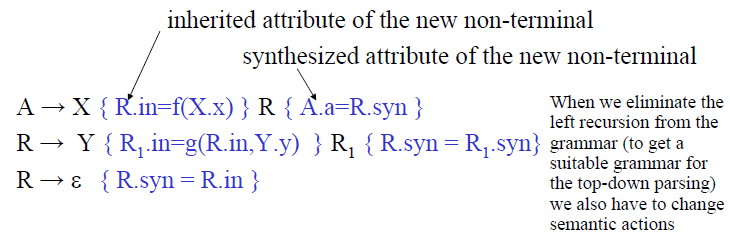 inherited attribute of the new non-terminal
synthesized attribute of the new non-terminal
A → X { R.in=f(X.x) } R { A.a=R.syn }
R → Y { R₁.in=g(R.in,Y.y) } R₁ { R.syn = R₁.syn}
R → ε { R.syn = R.in }
When we eliminate the
left recursion from the
grammar (to get a
suitable grammar for
the top-down parsing)
we also have to change
semantic actions